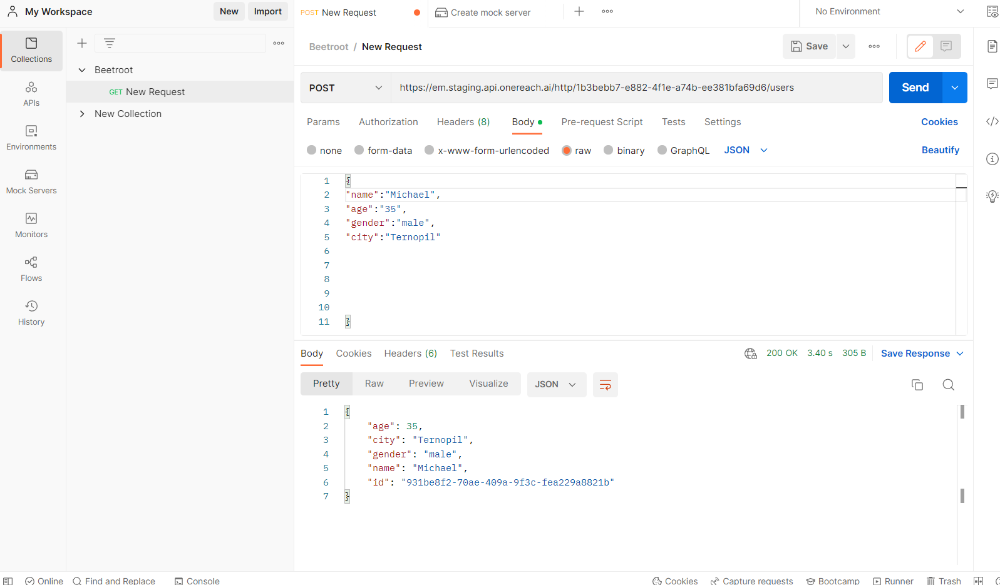 My Workspace
New
Import
POST New Request
Create mock server
No Environment
Collections
APIs
Environments
Mock Servers
Monitors
Flows
History
Beetroot
GET New Request
New Collection
Beetroot / New Request
Save
POST
https://em.staging.api.onereach.ai/http/1b3bebb7-e882-4f1e-a74b-ee381bfa69d6/users
Send
Params Authorization Headers (8) Body Pre-request Script Tests Settings Cookies
none form-data x-www-form-urlencoded raw binary GraphQL JSON Beautify
1 {
2 "name":"Michael",
3 "age":"35",
4 "gender":"male",
5 "city":"Ternopil"
6
7
8
9
10
11 }
Body Cookies Headers (6) Test Results 200 OK 3.40 s 305 B Save Response
Pretty Raw Preview Visualize JSON
1 {
2 "age": 35,
3 "city": "Ternopil",
4 "gender": "male",
5 "name": "Michael",
6 "id": "931be8f2-70ae-409a-9f3c-fea229a8821b"
7 }
Online Find and Replace Console Cookies Capture requests Bootcamp Runner Trash